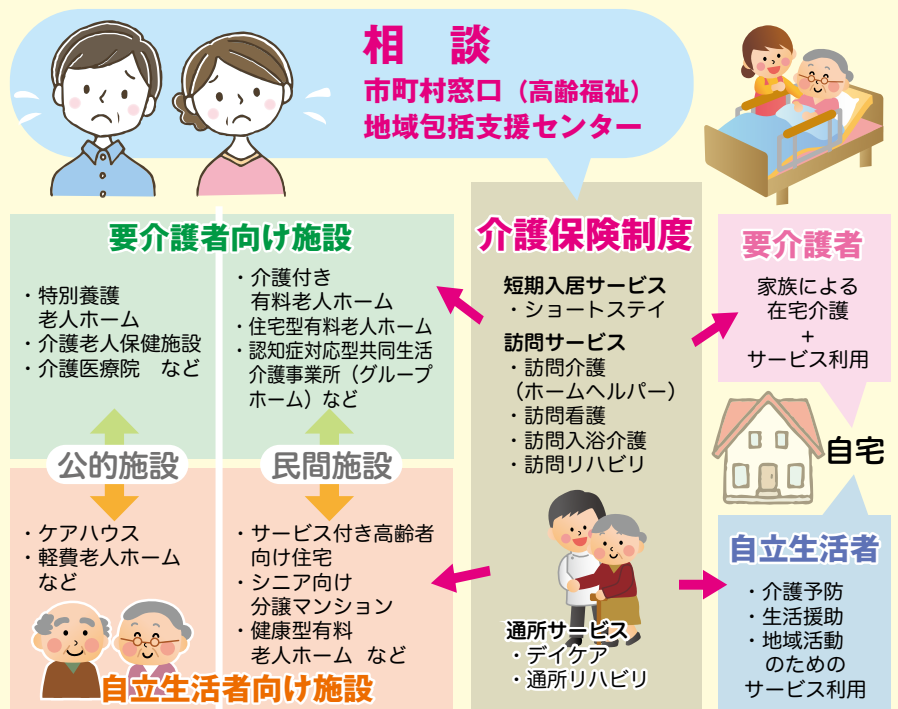 相　談
市町村窓口（高齢福祉）
地域包括支援センター
要介護者向け施設
・特別養護
老人ホーム
・介護老人保健施設
・介護医療院　など
・介護付き
有料老人ホーム
・住宅型有料老人ホーム
・認知症対応型共同生活
介護事業所（グループ
ホーム）など
公的施設
民間施設
・ケアハウス
・軽費老人ホーム
など
・サービス付き高齢者
向け住宅
・シニア向け
分譲マンション
・健康型有料
老人ホーム など
自立生活者向け施設
介護保険制度
短期入居サービス
・ショートステイ
訪問サービス
・訪問介護
（ホームヘルパー）
・訪問看護
・訪問入浴介護
・訪問リハビリ
通所サービス
・デイケア
・通所リハビリ
要介護者
家族による
在宅介護
+
サービス利用
自宅
自立生活者
・介護予防
・生活援助
・地域活動
のための
サービス利用